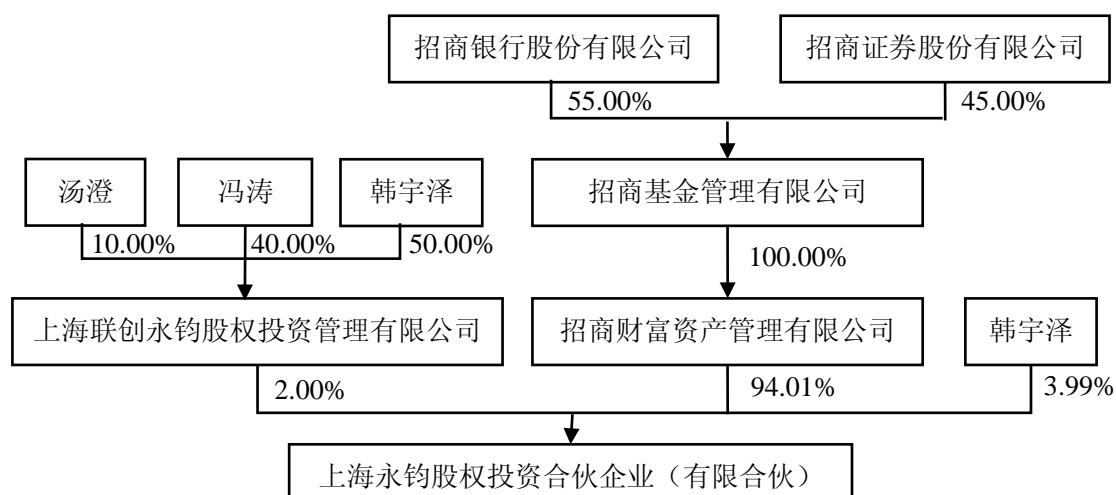 招商银行股份有限公司
招商证券股份有限公司
55.00%
45.00%
汤澄
冯涛
韩宇泽
招商基金管理有限公司
10.00%
40.00%
50.00%
100.00%
上海联创永钧股权投资管理有限公司
招商财富资产管理有限公司
韩宇泽
2.00%
94.01%
3.99%
上海永钧股权投资合伙企业（有限合伙）